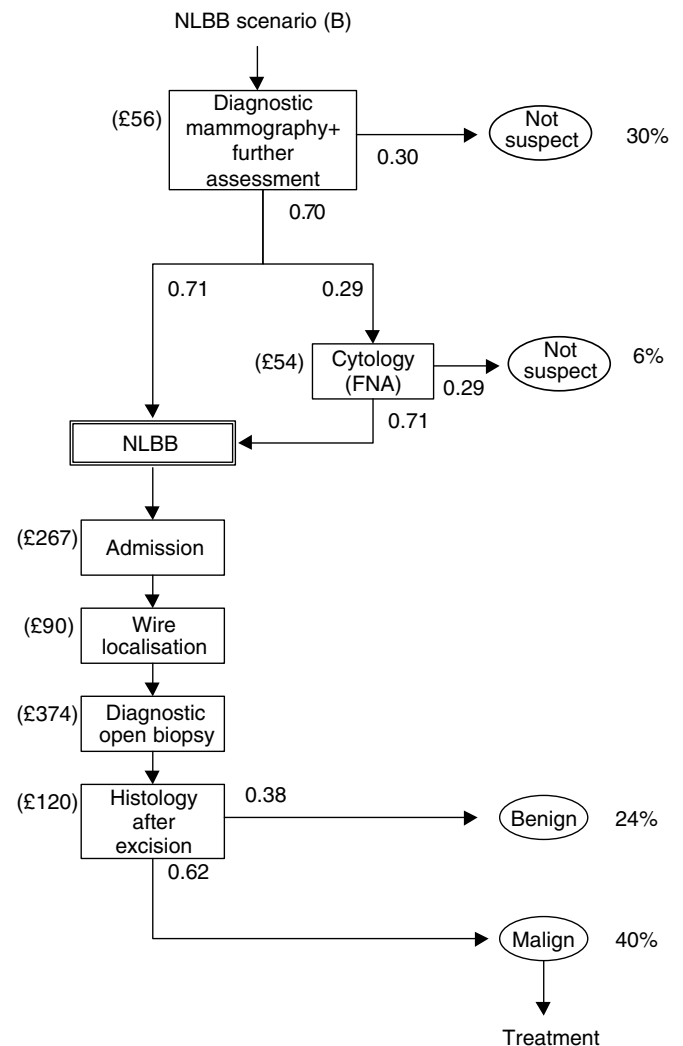 NLBB scenario (B)
(£56)
Diagnostic
mammography+
further
assessment
0.30
Not
suspect
30%
0.70
0.71
0.29
(£54)
Cytology
(FNA)
0.29
Not
suspect
6%
0.71
NLBB
(£267)
Admission
(£90)
Wire
localisation
(£374)
Diagnostic
open biopsy
(£120)
Histology
after
excision
0.38
Benign
24%
0.62
Malign
40%
Treatment